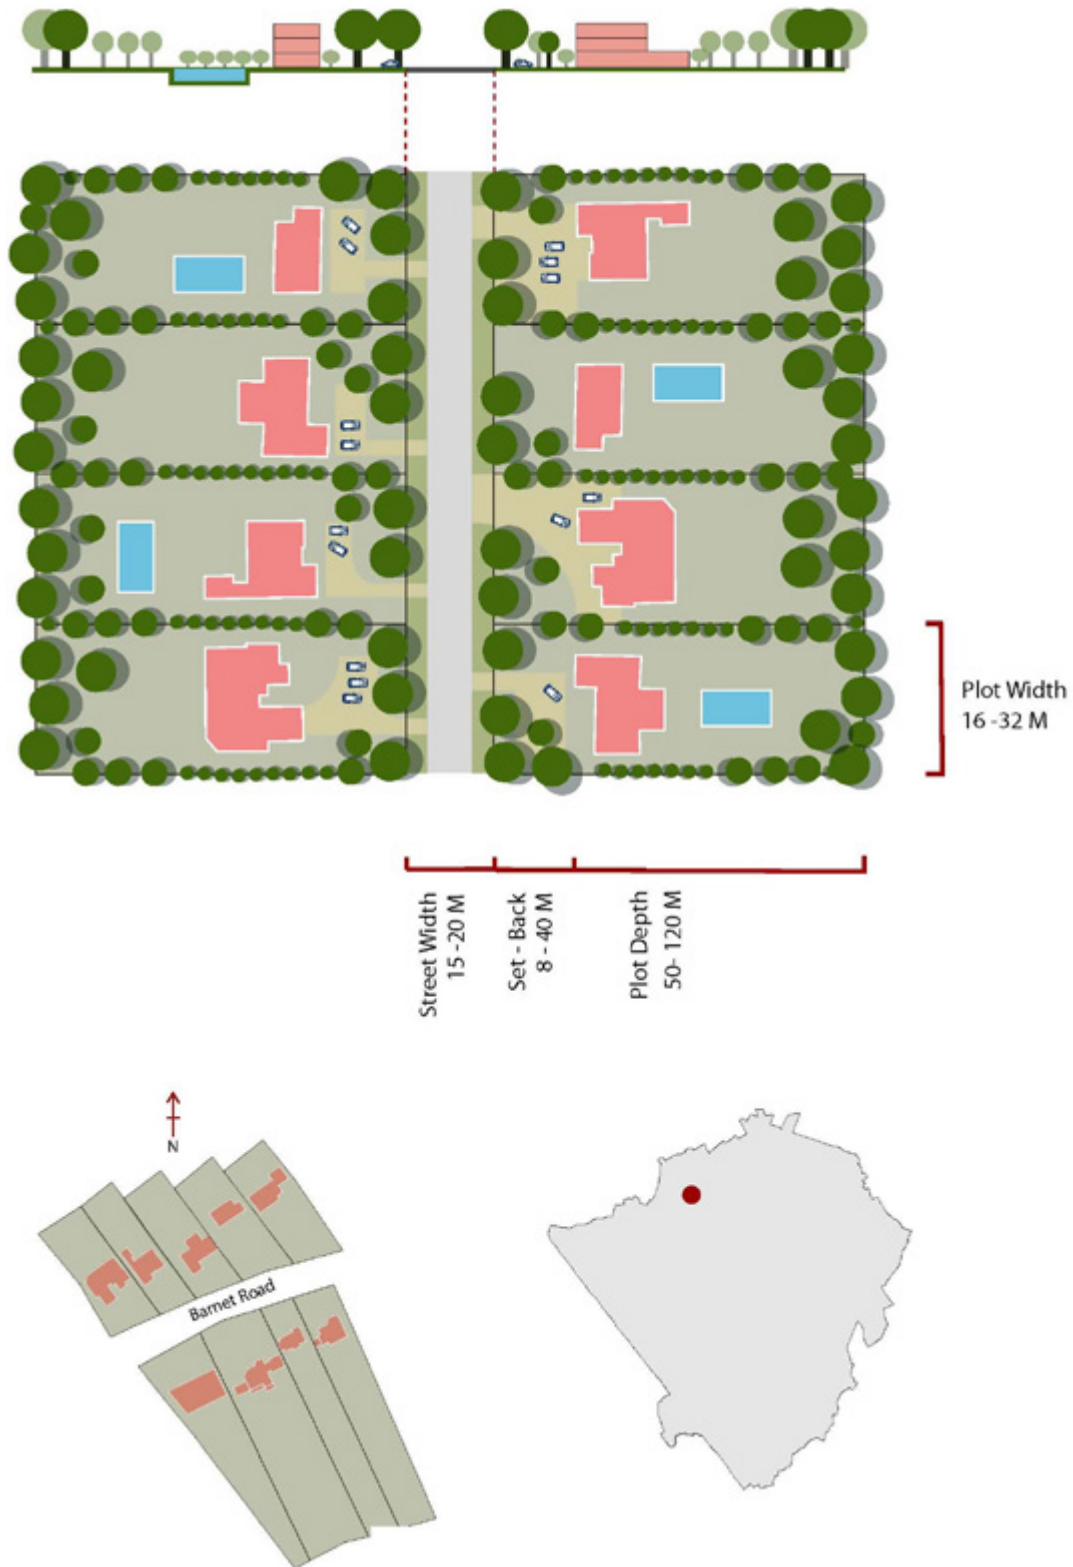 Plot Width
16 -32 M
Street Width
15 -20 M
Set - Back
8 - 40 M
Plot Depth
50- 120 M
N
Barnet Road